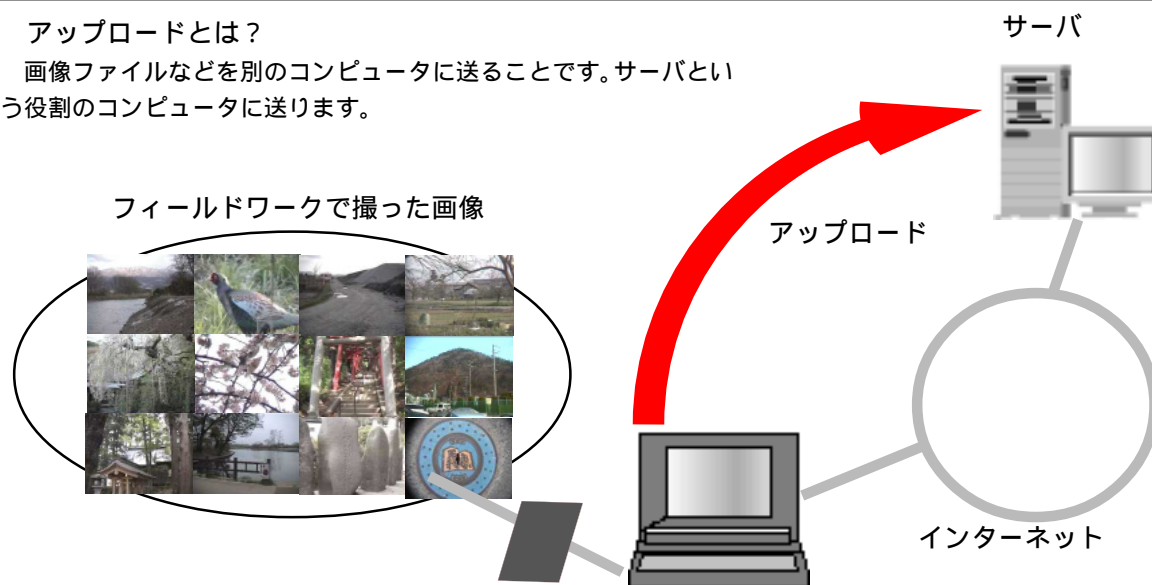 アップロードとは？
画像ファイルなどを別のコンピュータに送ることです。サーバとい
う役割のコンピュータに送ります。
サーバ
フィールドワークで撮った画像
アップロード
インターネット